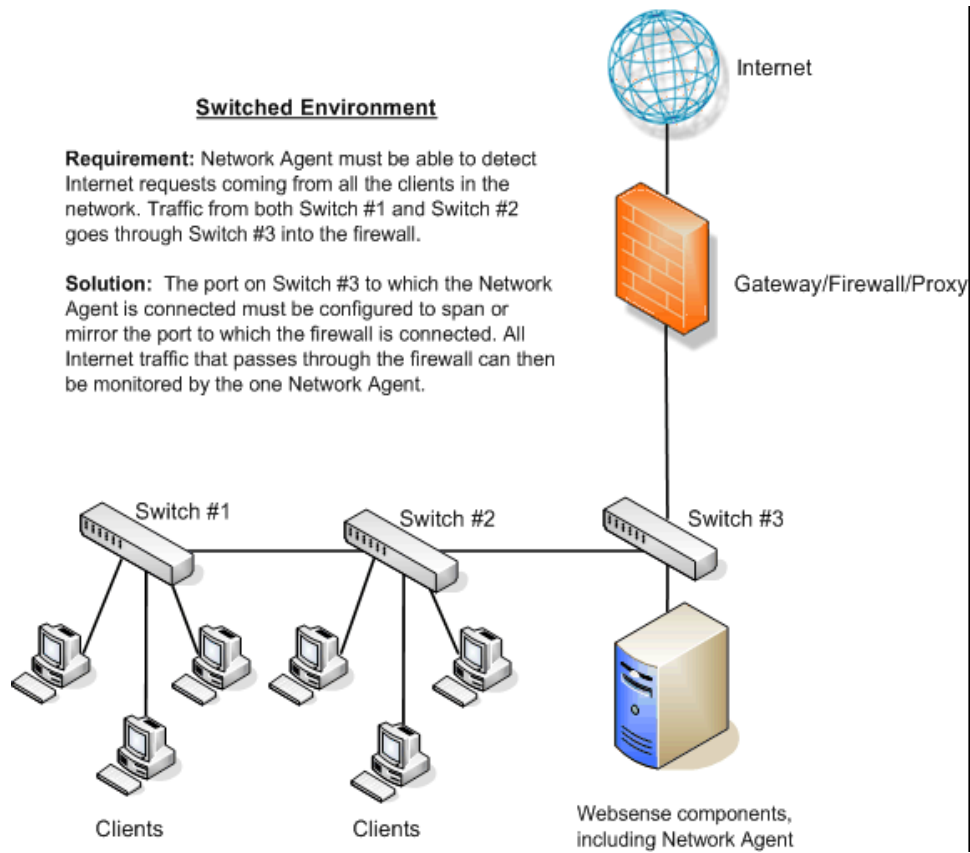 Internet
Switched Environment
Requirement: Network Agent must be able to detect
Internet requests coming from all the clients in the
network. Traffic from both Switch #1 and Switch #2
goes through Switch #3 into the firewall.
Solution: The port on Switch #3 to which the Network
Agent is connected must be configured to span or
mirror the port to which the firewall is connected. All
Internet traffic that passes through the firewall can then
be monitored by the one Network Agent.
Gateway/Firewall/Proxy
Switch #1
Switch #2
Switch #3
Clients
Clients
Websense components,
including Network Agent